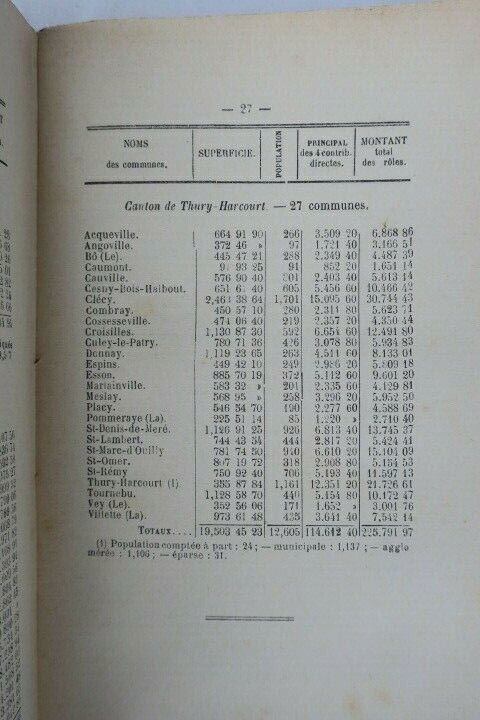 — 27 —
NOMS des communes. SUPERFICIE. POPULATION PRINCIPAL des 4 contrib. directes. MONTANT total des rôles.
Canton de Thury-Harcourt — 27 communes.
Acqueville. 664 91 90 266 3.509 20 6.868 86
Angoville. 372 46 » 97 1.721 40 3.166 51
Bô (Le). 445 47 21 288 2.349 40 4.487 39
Caumont. 93 25 91 852 20 1.051 14
Cauville. 576 90 40 2.403 40 5.613 14
Cesny-Bois-Halbout. 651 6 40 605 5.456 60 10.466 42
Clécy. 2,463 38 64 1,701 15.095 60 30.744 43
Combray. 450 57 10 280 2.311 80 5.623 71
Cossesseville. 474 06 40 219 2.357 20 4.350 44
Croisilles. 1,130 87 30 592 6.654 60 12.491 80
Culey-le-Patry. 780 71 36 426 3.078 80 5.934 83
Donnay. 1,119 23 65 263 4.511 60 8.133 01
Espins. 449 42 10 249 2.986 20 5.809 18
Esson. 885 70 19 372 5.112 60 9.601 20
Martainville. 583 32 » 201 2.335 60 4.129 81
Meslay. 568 95 » 258 3.296 20 5.952 50
Placy. 546 54 70 190 2.277 60 4.588 69
Pommeraye (La). 225 51 14 85 » 2.710 40
St-Denis-de-Meré. 1,126 91 25 926 6.813 40 13.745 37
St-Lambert. 744 43 34 444 2.817 20 5.424 41
St-Marc-d'Ouilly 781 74 50 940 6.610 20 15.104 09
St-Omer. 807 19 72 318 2.908 80 5.154 53
St-Rémy 750 92 40 706 5.193 40 11.597 43
Thury-Harcourt (1). 355 87 84 1,161 12.351 20 21.726 61
Tournebu. 1,128 58 70 440 5.154 80 10.172 47
Vey (Le). 352 56 06 171 1.652 » 3.001 76
Villette (La). 973 61 48 435 3.641 40 7.542 14
TOTAUX.... 19,503 45 23 12,605 114.612 40 225.791 97
(1) Population comptée à part : 24 ; — municipale : 1,137 ; — agglo
mérée : 1,106 ; — éparse : 31.